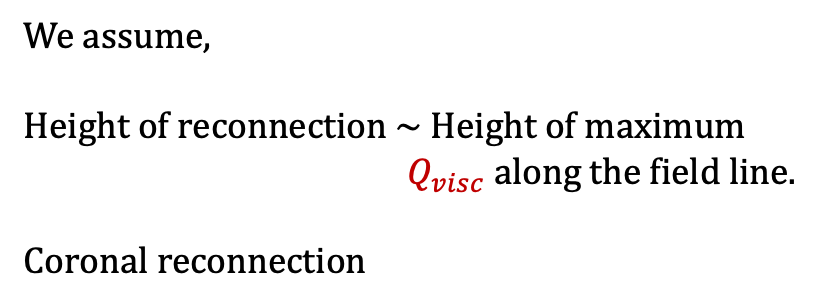 We assume,
Height of reconnection ~ Height of maximum
Q_visc along the field line.
Coronal reconnection